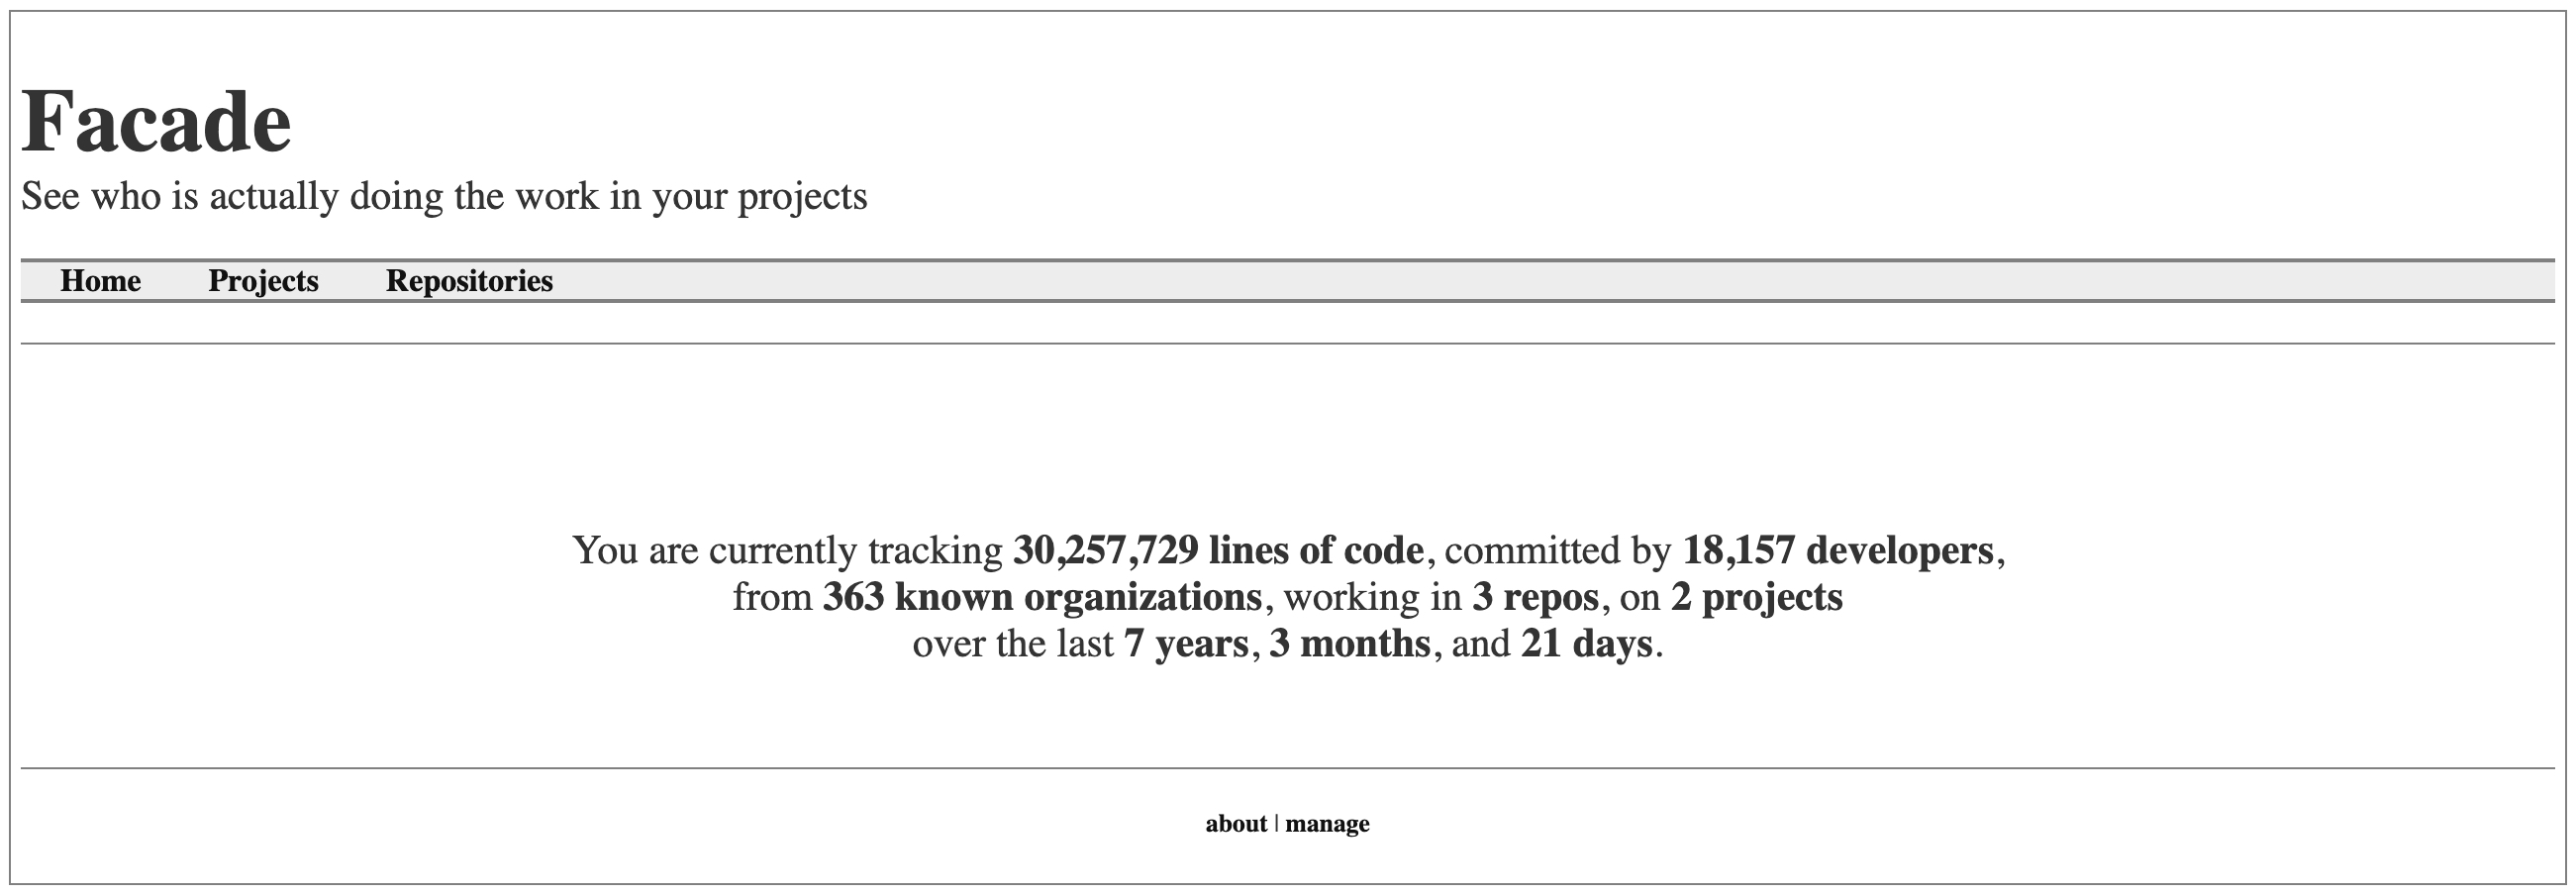 Facade
See who is actually doing the work in your projects
Home Projects Repositories
You are currently tracking 30,257,729 lines of code, committed by 18,157 developers,
from 363 known organizations, working in 3 repos, on 2 projects
over the last 7 years, 3 months, and 21 days.
about | manage